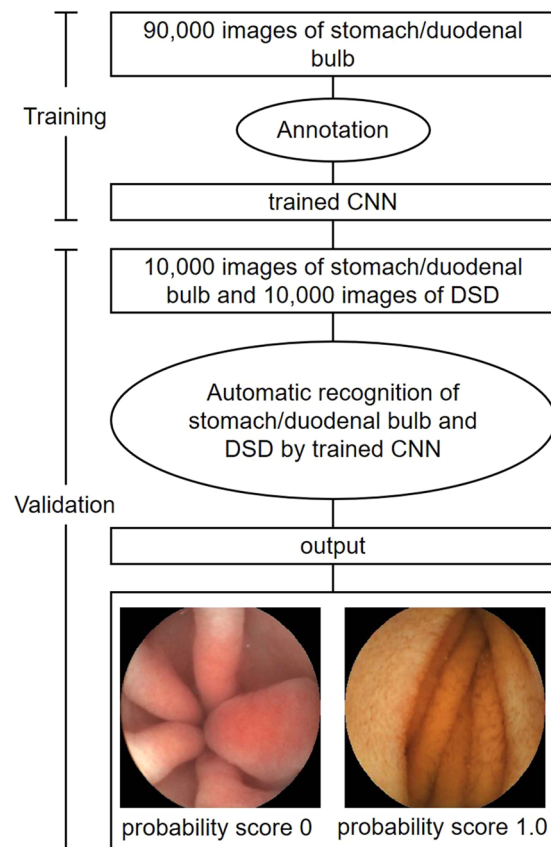 90,000 images of stomach/duodenal
bulb
Training
Annotation
trained CNN
10,000 images of stomach/duodenal
bulb and 10,000 images of DSD
Automatic recognition of
stomach/duodenal bulb and
DSD by trained CNN
Validation
output
probability score 0
probability score 1.0